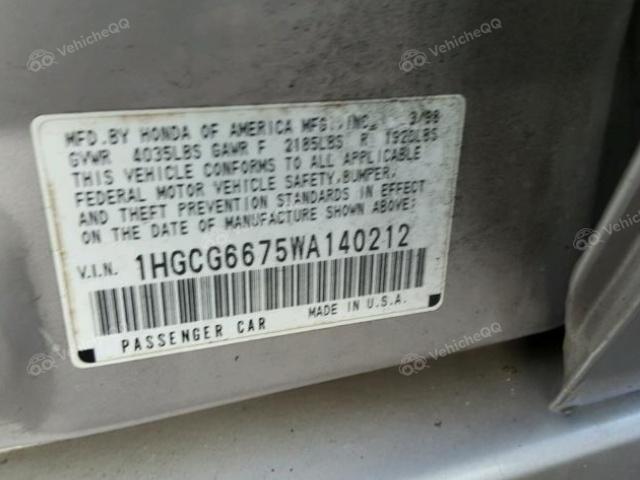 MFD.BY HONDA OF AMERICA MFG.,INC. 3/98
GVWR 4035LBS GAWR F 2185LBS R 1920LBS
THIS VEHICLE CONFORMS TO ALL APPLICABLE
FEDERAL MOTOR VEHICLE SAFETY,BUMPER,
AND THEFT PREVENTION STANDARDS IN EFFECT
ON THE DATE OF MANUFACTURE SHOWN ABOVE.
V.I.N. 1HGCG6675WA140212
PASSENGER CAR MADE IN U.S.A.
VehicheQQ
VehicheQQ
VehicheQQ
VehicheQQ
VehicheQQ
VehicheQQ